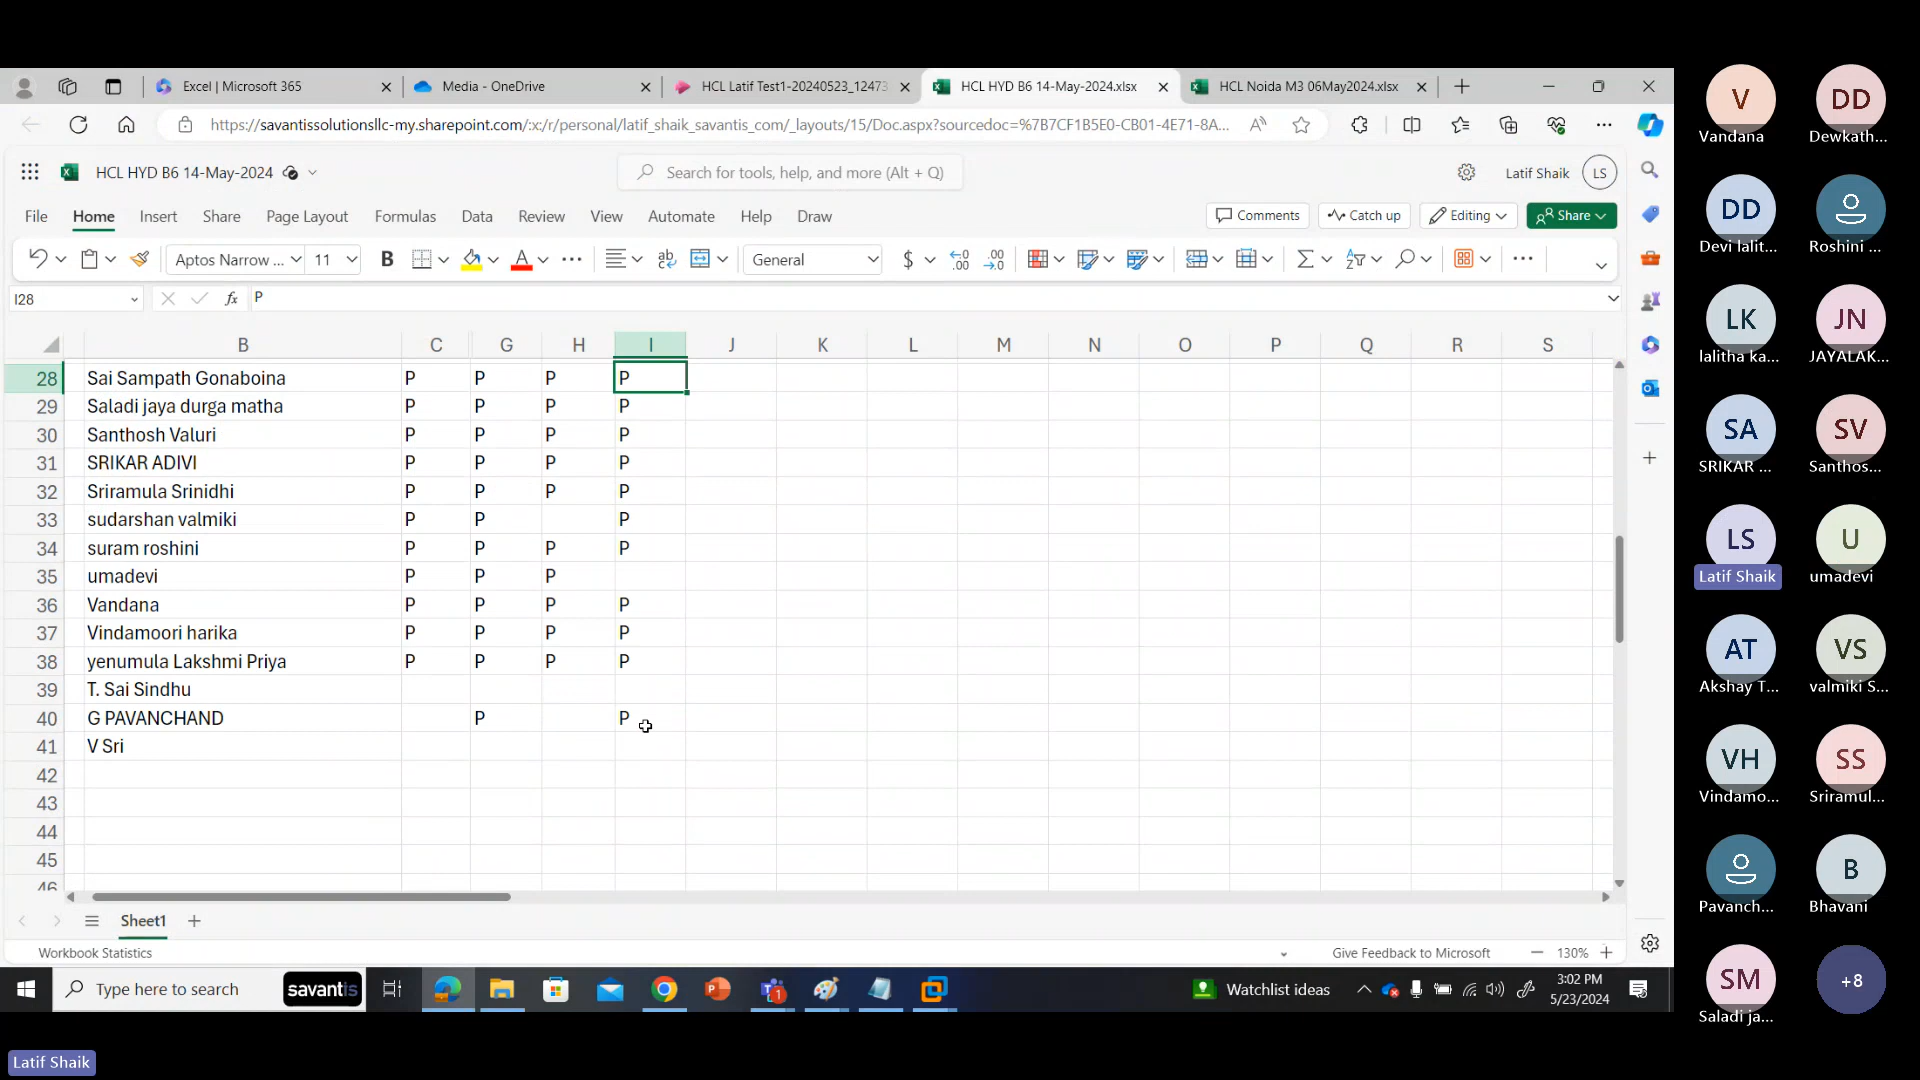 Excel | Microsoft 365
Media - OneDrive
HCL Latif Test1-20240523_12473
HCL HYD B6 14-May-2024.xlsx
HCL Noida M3 06May2024.xlsx
https://savantissolutionsllc-my.sharepoint.com/:x:/r/personal/latif_shaik_savantis_com/_layouts/15/Doc.aspx?sourcedoc=%7B7CF1B5E0-CB01-4E71-8A...
HCL HYD B6 14-May-2024
Search for tools, help, and more (Alt + Q)
Latif Shaik LS
File Home Insert Share Page Layout Formulas Data Review View Automate Help Draw
Comments Catch up Editing Share
Aptos Narrow ... 11 B A ab General $ .00 .00
I28 fx P
B C G H I J K L M N O P Q R S
28 Sai Sampath Gonaboina P P P P
29 Saladi jaya durga matha P P P P
30 Santhosh Valuri P P P P
31 SRIKAR ADIVI P P P P
32 Sriramula Srinidhi P P P P
33 sudarshan valmiki P P P
34 suram roshini P P P P
35 umadevi P P P
36 Vandana P P P P
37 Vindamoori harika P P P P
38 yenumula Lakshmi Priya P P P P
39 T. Sai Sindhu
40 G PAVANCHAND P P
41 V Sri
42
43
44
45
46
Sheet1
Workbook Statistics
Give Feedback to Microsoft
130%
Type here to search
savantis
Watchlist ideas
3:02 PM
5/23/2024
V DD
Vandana Dewkath...
DD
Devi lalit... Roshini ...
LK JN
lalitha ka... JAYALAK...
SA SV
SRIKAR ... Santhos...
LS U
Latif Shaik umadevi
AT VS
Akshay T... valmiki S...
VH SS
Vindamo... Sriramul...
B
Pavanch... Bhavani
SM +8
Saladi ja...
Latif Shaik